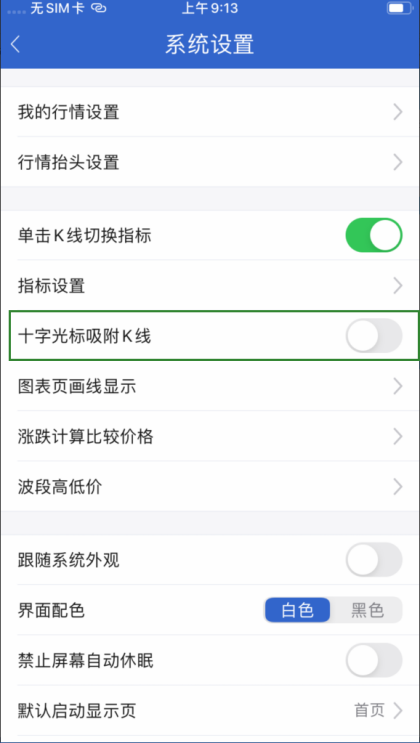 无SIM卡 上午9:13
系统设置
我的行情设置
行情抬头设置
单击K线切换指标
指标设置
十字光标吸附K线
图表页画线显示
涨跌计算比较价格
波段高低价
跟随系统外观
界面配色 白色 黑色
禁止屏幕自动休眠
默认启动显示页 首页